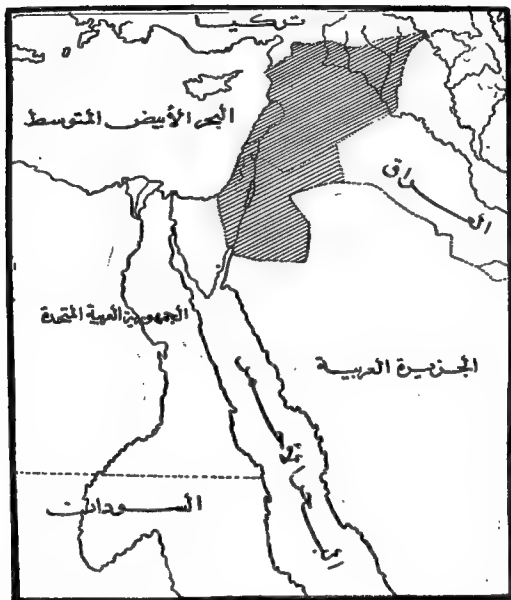 تركيا
البحر الأبيض المتوسط
العراق
الجمهورية العربية المتحدة
الجزيرة العربية
السودان